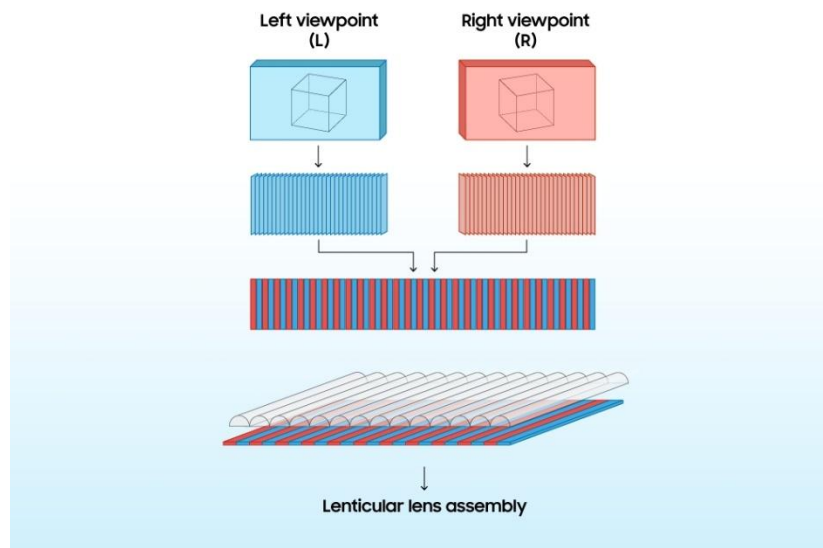 Left viewpoint
(L)
Right viewpoint
(R)
Lenticular lens assembly